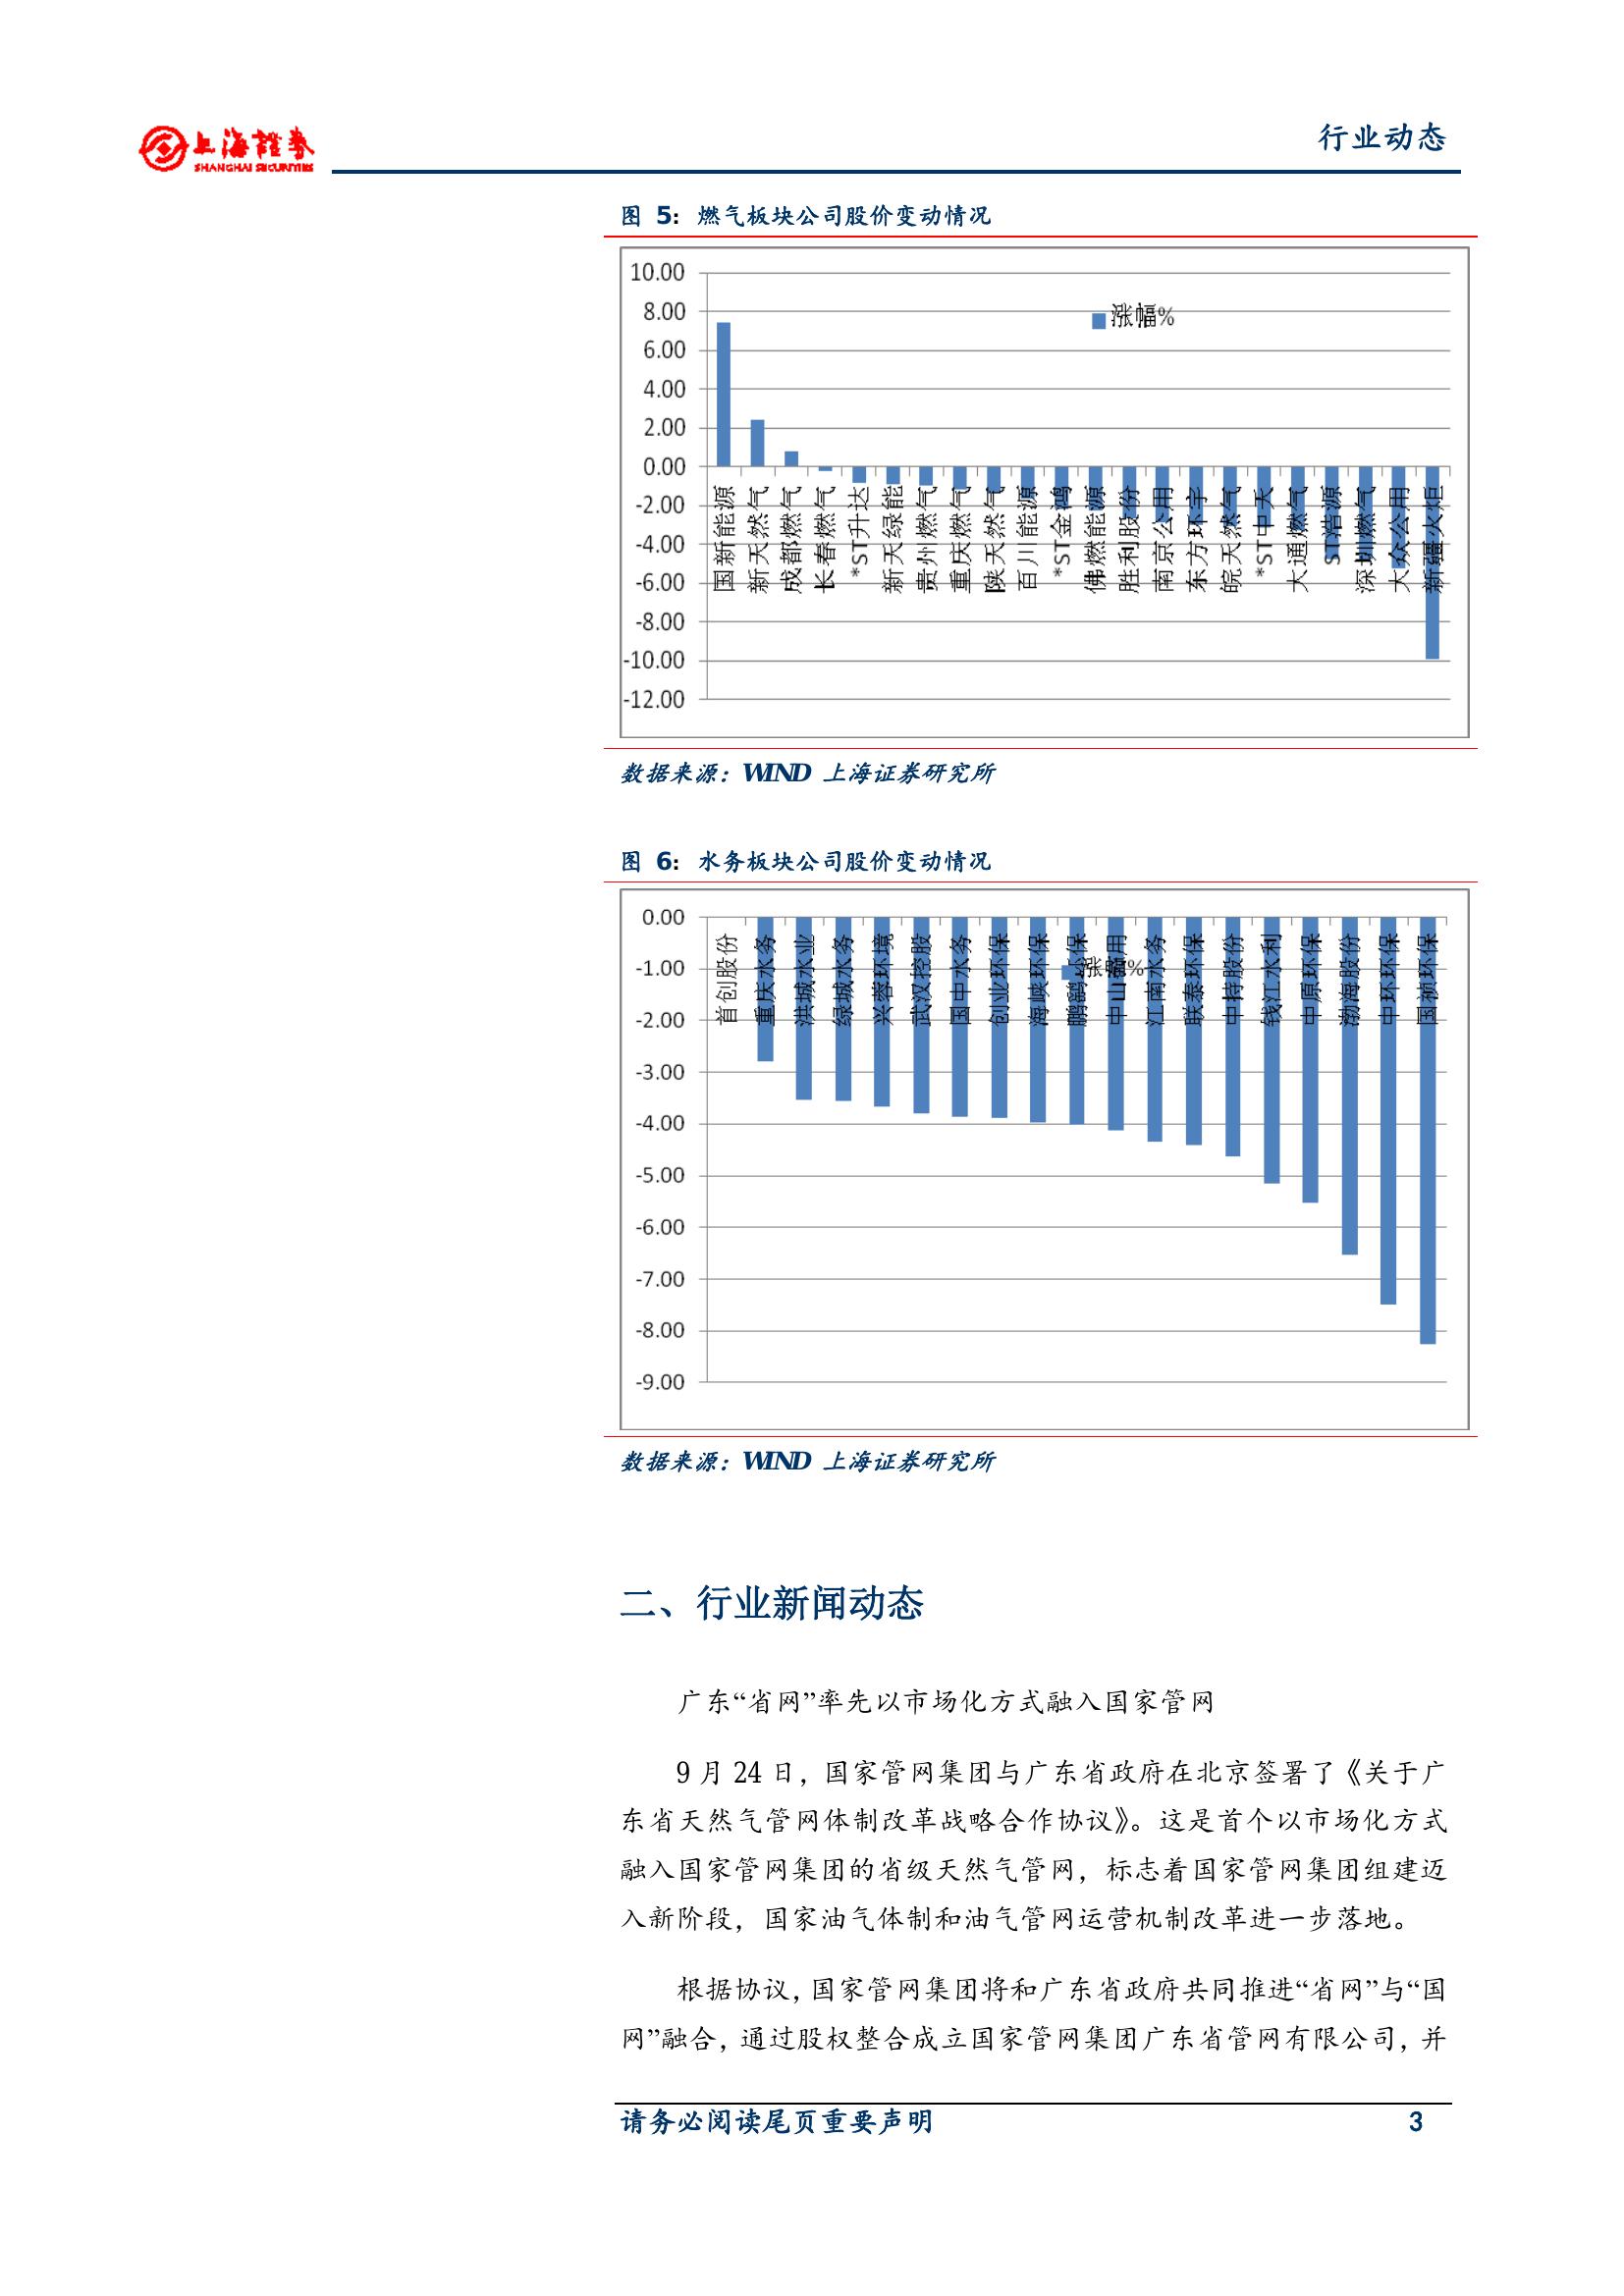 上海證券
SHANGHAI SECURITIES
行业动态
图 5: 燃气板块公司股价变动情况
10.00
8.00
6.00
4.00
2.00
0.00
-2.00
-4.00
-6.00
-8.00
-10.00
-12.00
涨幅%
国新能源
新天然气
成都燃气
长春燃气
*ST升达
新天绿能
贵州燃气
重庆燃气
陕天然气
百川能源
*ST金鸿
佛燃能源
胜利股份
南京公用
东方环宇
皖天然气
*ST中天
大通燃气
ST浩源
深圳燃气
大众公用
新疆火炬
数据来源：WIND 上海证券研究所
图 6: 水务板块公司股价变动情况
0.00
-1.00
-2.00
-3.00
-4.00
-5.00
-6.00
-7.00
-8.00
-9.00
涨幅%
首创股份
重庆水务
洪城水业
绿城水务
兴蓉环境
武汉控股
国中水务
创业环保
海峡环保
鹏鹞环保
中山公用
江南水务
联泰环保
中持股份
钱江水利
中原环保
渤海股份
中环环保
国祯环保
数据来源：WIND 上海证券研究所
二、行业新闻动态
广东“省网”率先以市场化方式融入国家管网
9 月 24 日，国家管网集团与广东省政府在北京签署了《关于广
东省天然气管网体制改革战略合作协议》。这是首个以市场化方式
融入国家管网集团的省级天然气管网，标志着国家管网集团组建迈
入新阶段，国家油气体制和油气管网运营机制改革进一步落地。
根据协议，国家管网集团将和广东省政府共同推进“省网”与“国
网”融合，通过股权整合成立国家管网集团广东省管网有限公司，并
请务必阅读尾页重要声明 3